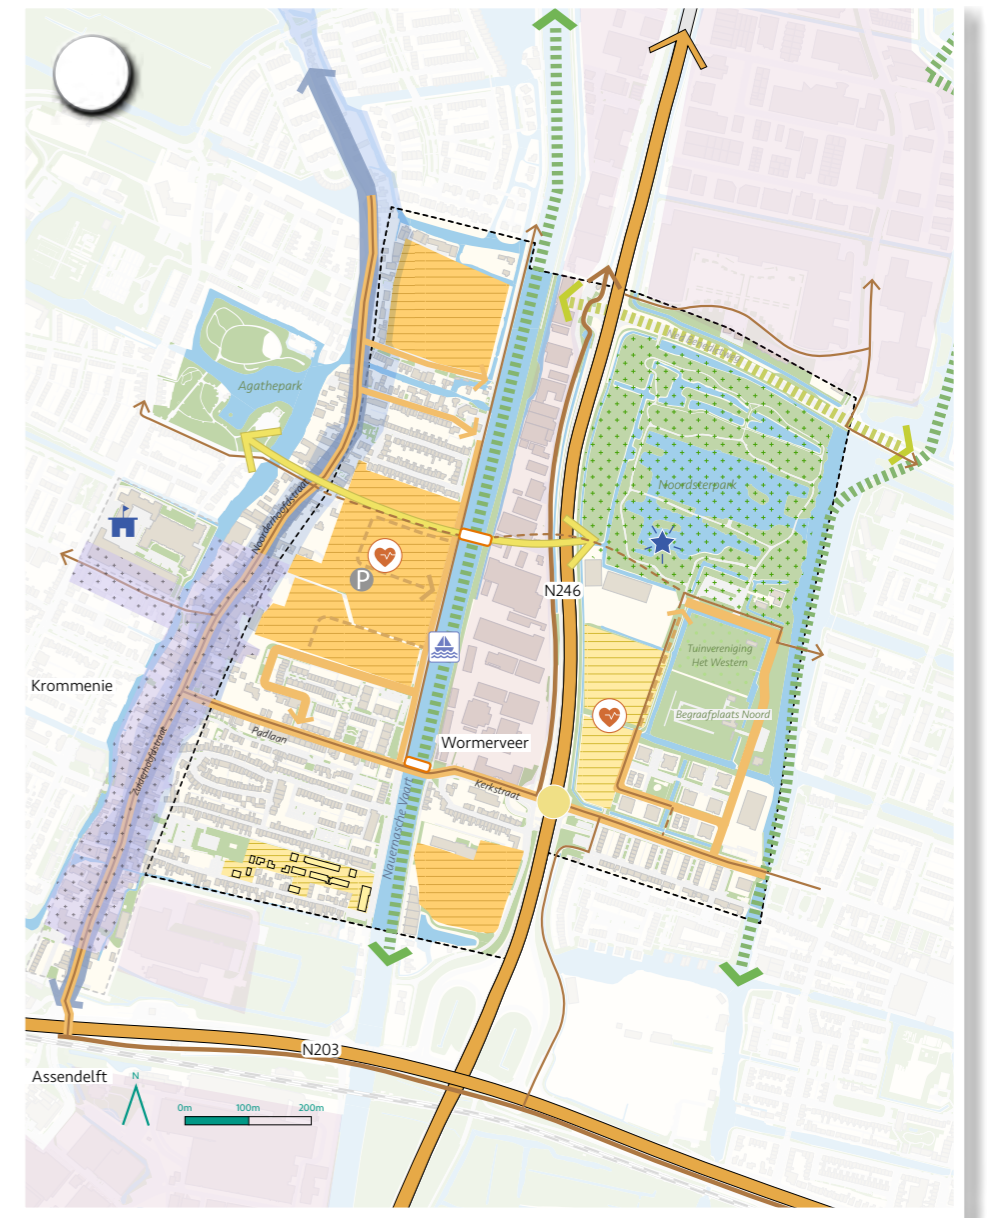 Agathepark
Noorderhoofdstraat
Noordsterpark
P
N246
Tuinvereniging
Het Western
Begraafplaats Noord
Krommenie
Zuiderhoofdstraat
Padlaan
Wormerveer
Kerkstraat
Nauernasche Vaart
N203
Assendelft
N
0m 100m 200m